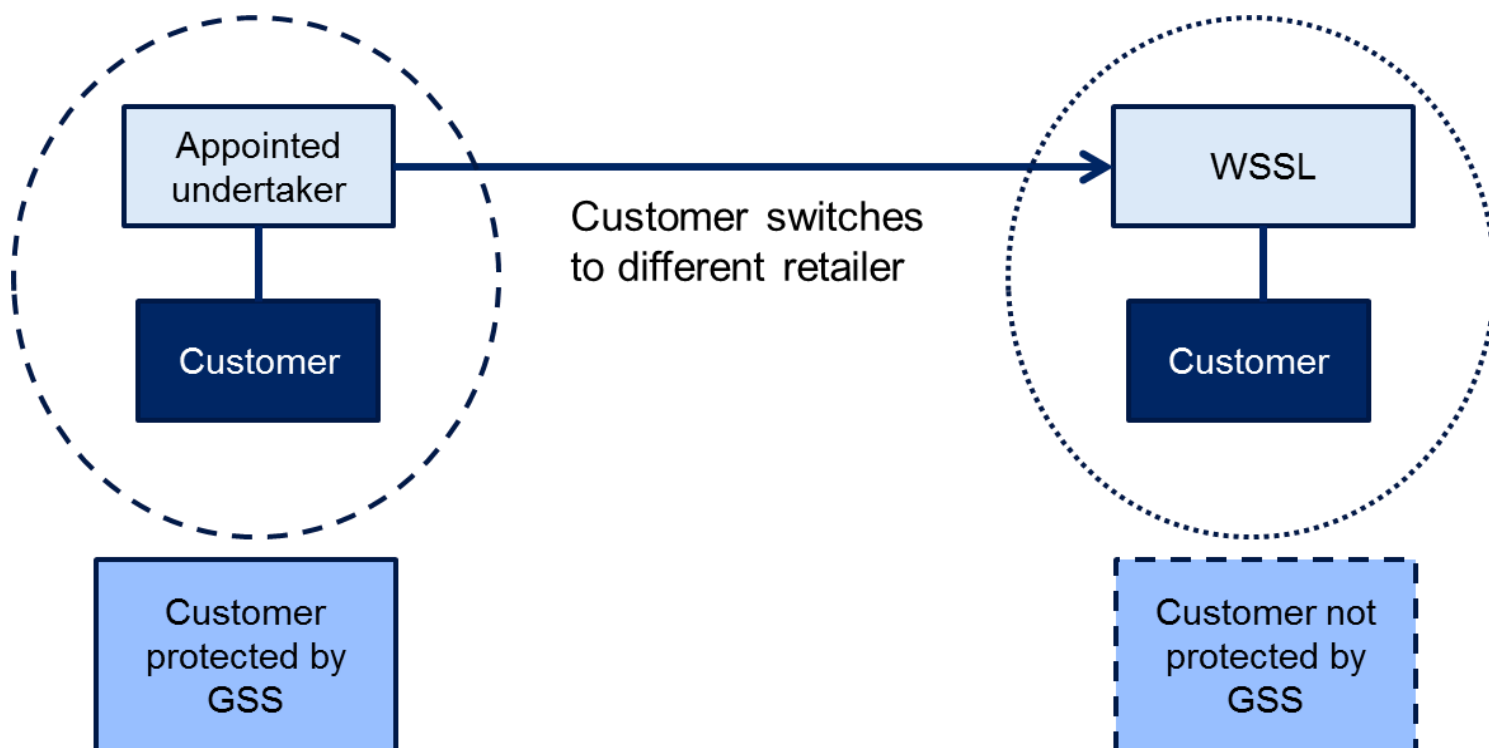 Appointed
undertaker
WSSL
Customer switches
to different retailer
Customer
Customer
Customer
protected by
GSS
Customer not
protected by
GSS